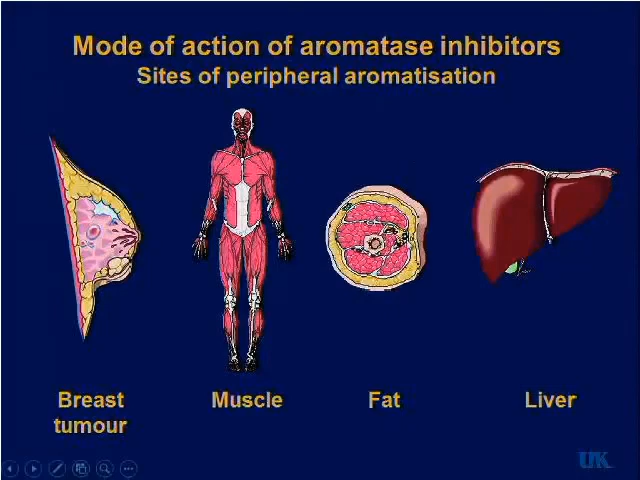 Mode of action of aromatase inhibitors
Sites of peripheral aromatisation
Breast
tumour
Muscle
Fat
Liver
UK